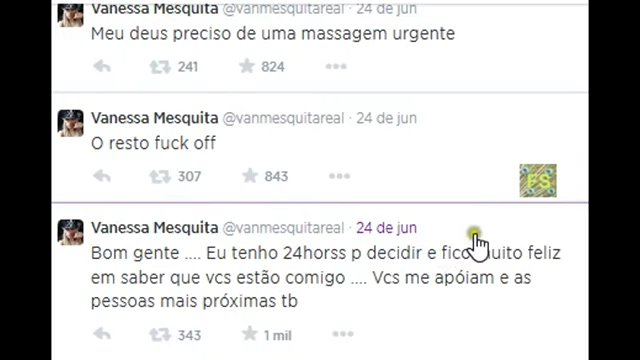 Vanessa Mesquita @vanmesquitareal · 24 de jun
Meu deus preciso de uma massagem urgente
241 824
Vanessa Mesquita @vanmesquitareal · 24 de jun
O resto fuck off
307 843
FS
Vanessa Mesquita @vanmesquitareal · 24 de jun
Bom gente .... Eu tenho 24horss p decidir e fico muito feliz
em saber que vcs estão comigo .... Vcs me apóiam e as
pessoas mais próximas tb
343 1 mil